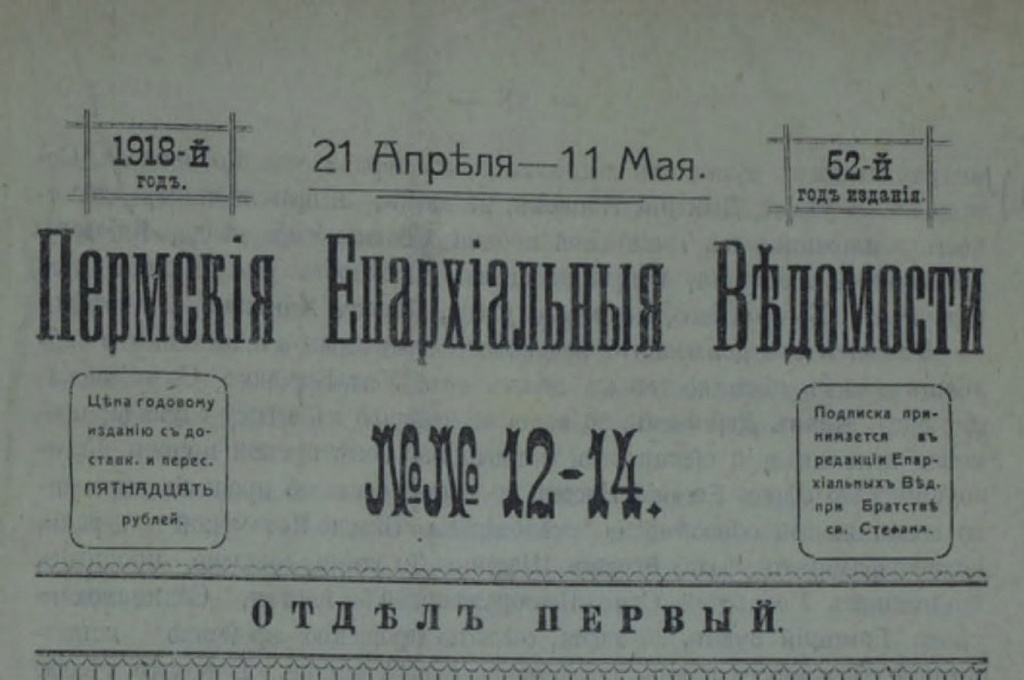 1918-й
годъ.
21 Апрѣля—11 Мая.
52-й
годъ изданія.
Пермскія Епархіальныя Вѣдомости
Цѣна годовому
изданію съ до-
ставк. и перес.
ПЯТНАДЦАТЬ
рублей.
№№ 12-14.
Подписка при-
нимается въ
редакціи Епар-
хіальныхъ Вѣд.
при Братствѣ
св. Стефана.
ОТДѢЛЪ ПЕРВЫЙ.